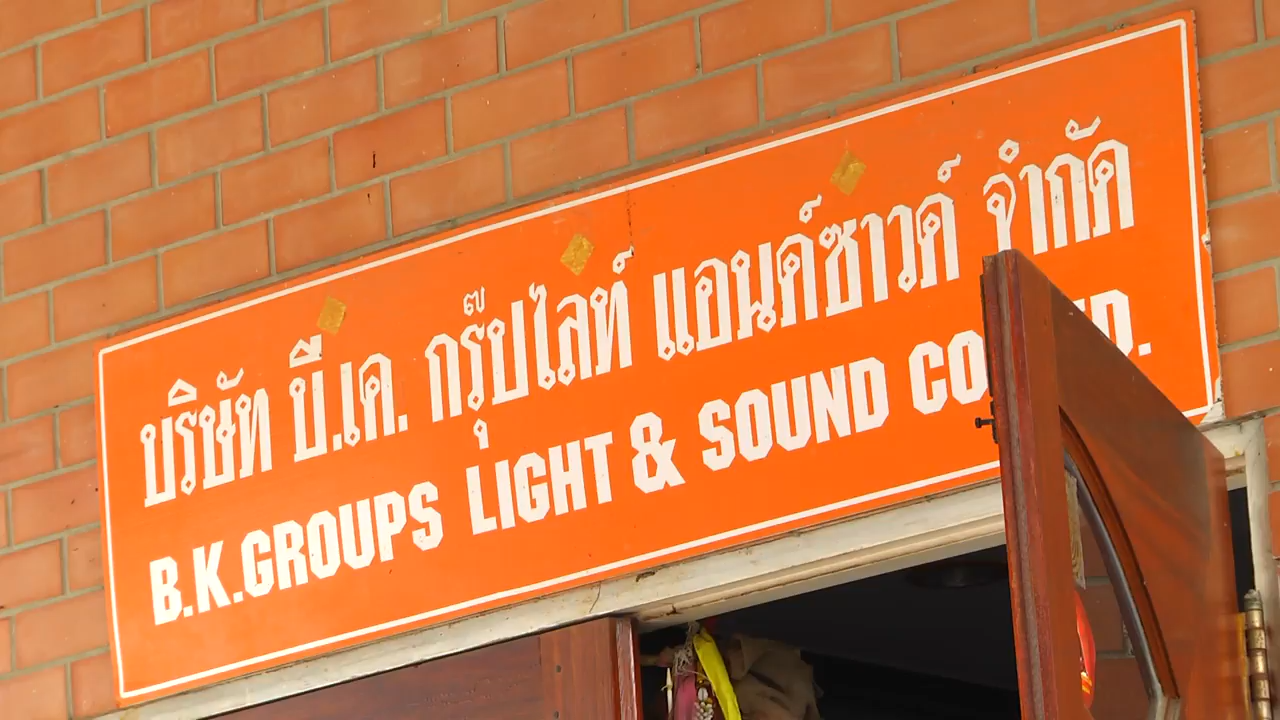 บริษัท บี.เค. กรุ๊ปไลท์ แอนด์ซาวด์ จำกัด
B.K.GROUPS LIGHT & SOUND CO